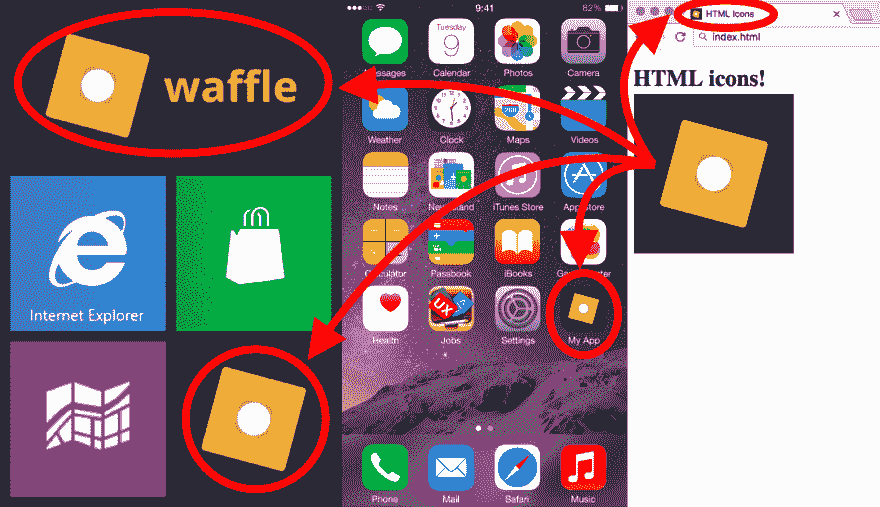 waffle
Internet Explorer
9:41
82%
Tuesday
9
Messages
Calendar
Photos
Camera
280
Weather
Clock
Maps
Videos
Notes
Newsstand
iTunes Store
App Store
Calculator
Passbook
iBooks
UX
Health
Jobs
Settings
My App
Phone
Mail
Safari
Music
HTML Icons
index.html
HTML icons!